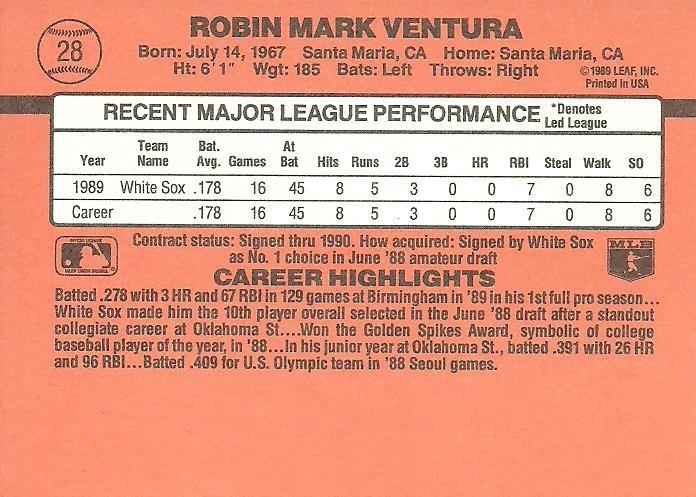 28
ROBIN MARK VENTURA
Born: July 14, 1967 Santa Maria, CA Home: Santa Maria, CA
Ht: 6'1" Wgt: 185 Bats: Left Throws: Right
©1989 LEAF, INC.
Printed in USA
RECENT MAJOR LEAGUE PERFORMANCE *Denotes Led League
Year Team Name Bat. Avg. Games At Bat Hits Runs 2B 3B HR RBI Steal Walk SO
1989 White Sox .178 16 45 8 5 3 0 0 7 0 8 6
Career .178 16 45 8 5 3 0 0 7 0 8 6
OFFICIAL LICENSEE
MAJOR LEAGUE BASEBALL
Contract status: Signed thru 1990. How acquired: Signed by White Sox
as No. 1 choice in June '88 amateur draft
MLB
CAREER HIGHLIGHTS
Batted .278 with 3 HR and 67 RBI in 129 games at Birmingham in '89 in his 1st full pro season...
White Sox made him the 10th player overall selected in the June '88 draft after a standout
collegiate career at Oklahoma St....Won the Golden Spikes Award, symbolic of college
baseball player of the year, in '88...In his junior year at Oklahoma St., batted .391 with 26 HR
and 96 RBI...Batted .409 for U.S. Olympic team in '88 Seoul games.